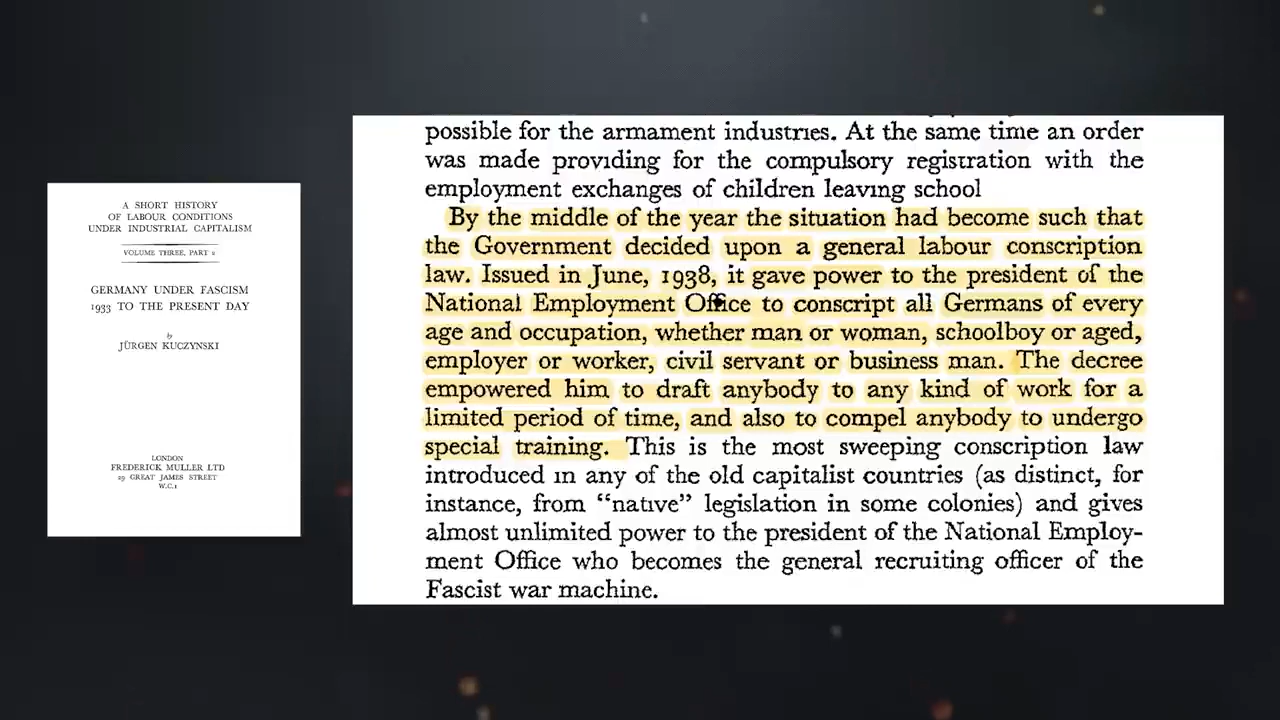 A SHORT HISTORY
OF LABOUR CONDITIONS
UNDER INDUSTRIAL CAPITALISM
VOLUME THREE, PART 2
GERMANY UNDER FASCISM
1933 TO THE PRESENT DAY
by
JÜRGEN KUCZYNSKI
LONDON
FREDERICK MULLER LTD
29 GREAT JAMES STREET
W.C.1
possible for the armament industries. At the same time an order
was made providing for the compulsory registration with the
employment exchanges of children leaving school
By the middle of the year the situation had become such that
the Government decided upon a general labour conscription
law. Issued in June, 1938, it gave power to the president of the
National Employment Office to conscript all Germans of every
age and occupation, whether man or woman, schoolboy or aged,
employer or worker, civil servant or business man. The decree
empowered him to draft anybody to any kind of work for a
limited period of time, and also to compel anybody to undergo
special training. This is the most sweeping conscription law
introduced in any of the old capitalist countries (as distinct, for
instance, from “native” legislation in some colonies) and gives
almost unlimited power to the president of the National Employ-
ment Office who becomes the general recruiting officer of the
Fascist war machine.